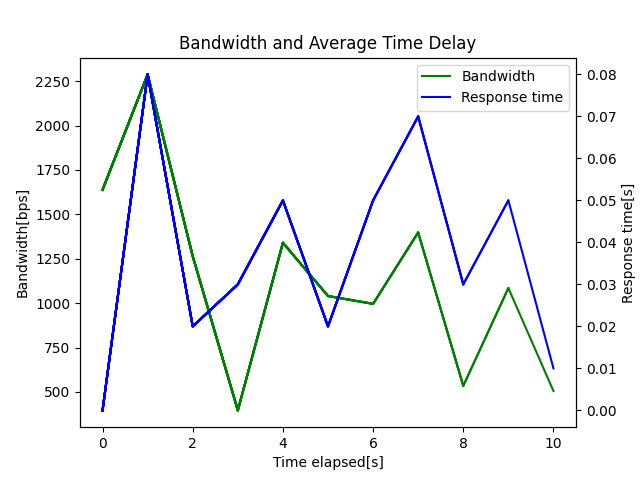 Bandwidth and Average Time Delay
Bandwidth
Response time
2250
2000
1750
1500
1250
1000
750
500
Bandwidth[bps]
0.08
0.07
0.06
0.05
0.04
0.03
0.02
0.01
0.00
Response time[s]
0 2 4 6 8 10
Time elapsed[s]